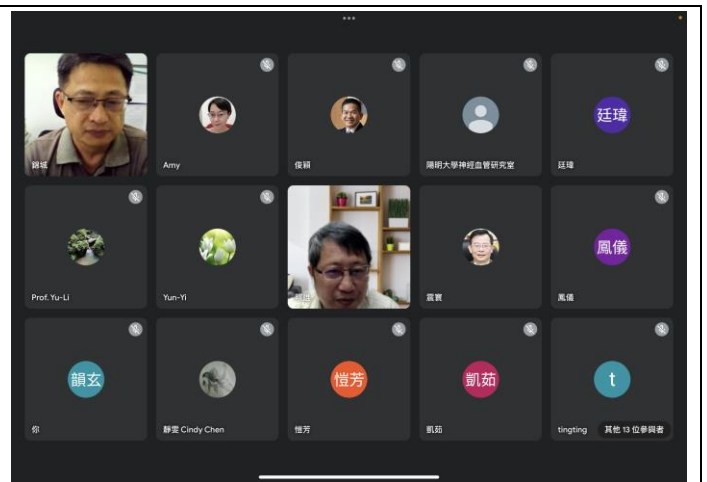 錦城
Amy
俊穎
陽明大學神經血管研究室
廷瑋
廷瑋
Prof. Yu-Li
Yun-Yi
震寰
鳳儀
鳳儀
韻玄
你
靜雯 Cindy Chen
愷芳
愷芳
凱茹
凱茹
t
tingting
其他 13 位參與者